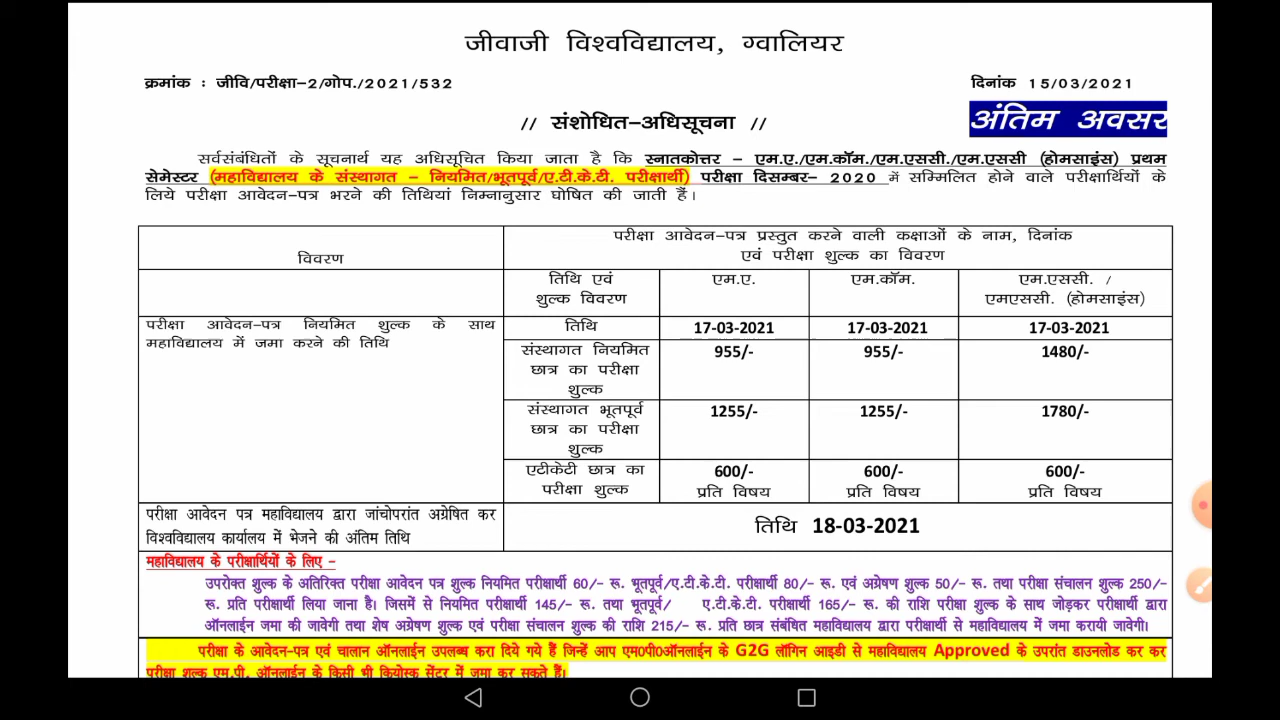 जीवाजी विश्वविद्यालय, ग्वालियर
क्रमांक : जीवि/परीक्षा–2/गोप./2021/532
दिनांक 15/03/2021
// संशोधित–अधिसूचना //
अंतिम अवसर
सर्वसंबंधितों के सूचनार्थ यह अधिसूचित किया जाता है कि स्नातकोत्तर – एम.ए./एम.कॉम./एम.एससी./एम.एससी (होमसाइंस) प्रथम
सेमेस्टर (महाविद्यालय के संस्थागत – नियमित/भूतपूर्व/ए.टी.के.टी. परीक्षार्थी) परीक्षा दिसम्बर– 2020 में सम्मिलित होने वाले परीक्षार्थियों के
लिये परीक्षा आवेदन–पत्र भरने की तिथियां निम्नानुसार घोषित की जाती हैं।
विवरण
परीक्षा आवेदन–पत्र प्रस्तुत करने वाली कक्षाओं के नाम, दिनांक
एवं परीक्षा शुल्क का विवरण
तिथि एवं
शुल्क विवरण
एम.ए.
एम.कॉम.
एम.एससी. /
एमएससी. (होमसाइंस)
परीक्षा आवेदन–पत्र नियमित शुल्क के साथ
महाविद्यालय में जमा करने की तिथि
तिथि
17-03-2021
17-03-2021
17-03-2021
संस्थागत नियमित
छात्र का परीक्षा
शुल्क
955/-
955/-
1480/-
संस्थागत भूतपूर्व
छात्र का परीक्षा
शुल्क
1255/-
1255/-
1780/-
एटीकेटी छात्र का
परीक्षा शुल्क
600/-
प्रति विषय
600/-
प्रति विषय
600/-
प्रति विषय
परीक्षा आवेदन पत्र महाविद्यालय द्वारा जांचोपरांत अग्रेषित कर
विश्वविद्यालय कार्यालय में भेजने की अंतिम तिथि
तिथि 18-03-2021
महाविद्यालय के परीक्षार्थियों के लिए –
उपरोक्त शुल्क के अतिरिक्त परीक्षा आवेदन पत्र शुल्क नियमित परीक्षार्थी 60/– रू. भूतपूर्व/ए.टी.के.टी. परीक्षार्थी 80/– रू. एवं अग्रेषण शुल्क 50/– रू. तथा परीक्षा संचालन शुल्क 250/–
रू. प्रति परीक्षार्थी लिया जाना है। जिसमें से नियमित परीक्षार्थी 145/– रू. तथा भूतपूर्व/ ए.टी.के.टी. परीक्षार्थी 165/– रू. की राशि परीक्षा शुल्क के साथ जोड़कर परीक्षार्थी द्वारा
ऑनलाईन जमा की जावेगी तथा शेष अग्रेषण शुल्क एवं परीक्षा संचालन शुल्क की राशि 215/– रू. प्रति छात्र संबंधित महाविद्यालय द्वारा परीक्षार्थी से महाविद्यालय में जमा करायी जावेगी।
परीक्षा के आवेदन–पत्र एवं चालान ऑनलाईन उपलब्ध करा दिये गये हैं जिन्हें आप एम0पी0ऑनलाईन के G2G लॉगिन आइडी से महाविद्यालय Approved के उपरांत डाउनलोड कर कर
परीक्षा शुल्क एम.पी. ऑनलाईन के किसी भी कियोस्क सेंटर में जमा कर सकते हैं।